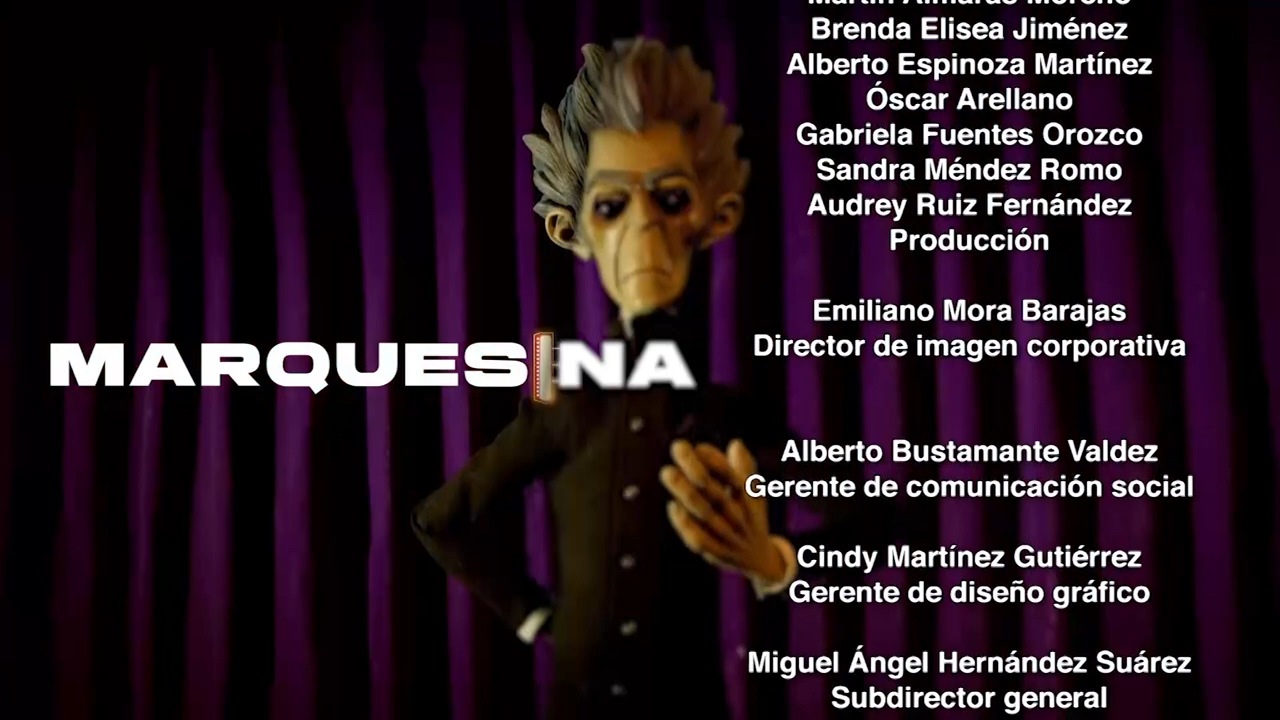 Brenda Elisea Jiménez
Alberto Espinoza Martínez
Óscar Arellano
Gabriela Fuentes Orozco
Sandra Méndez Romo
Audrey Ruiz Fernández
Producción
Emiliano Mora Barajas
Director de imagen corporativa
MARQUESINA
Alberto Bustamante Valdez
Gerente de comunicación social
Cindy Martínez Gutiérrez
Gerente de diseño gráfico
Miguel Ángel Hernández Suárez
Subdirector general